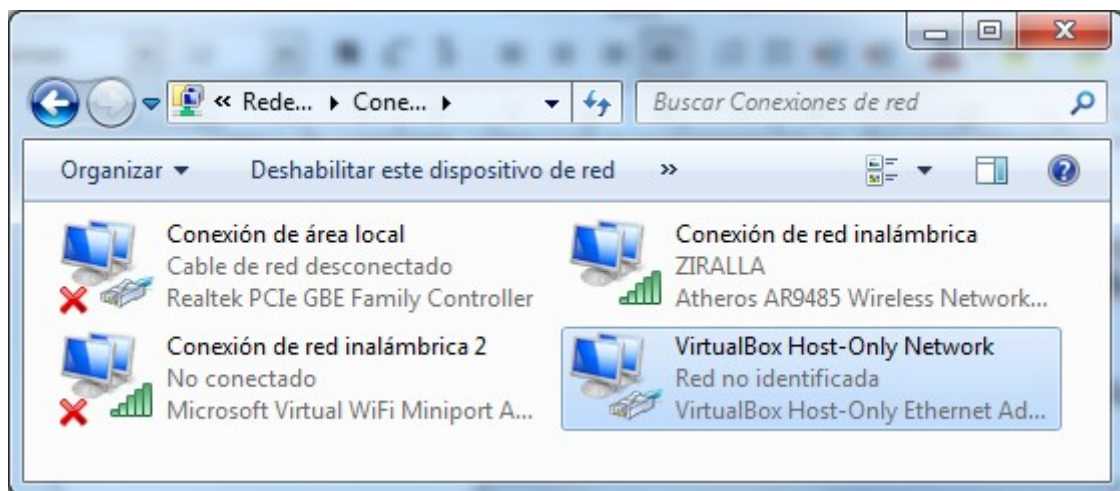 « Rede... ▸ Cone... ▸
Buscar Conexiones de red
Organizar ▾ Deshabilitar este dispositivo de red »
Conexión de área local
Cable de red desconectado
Realtek PCIe GBE Family Controller
Conexión de red inalámbrica
ZIRALLA
Atheros AR9485 Wireless Network...
Conexión de red inalámbrica 2
No conectado
Microsoft Virtual WiFi Miniport A...
VirtualBox Host-Only Network
Red no identificada
VirtualBox Host-Only Ethernet Ad...